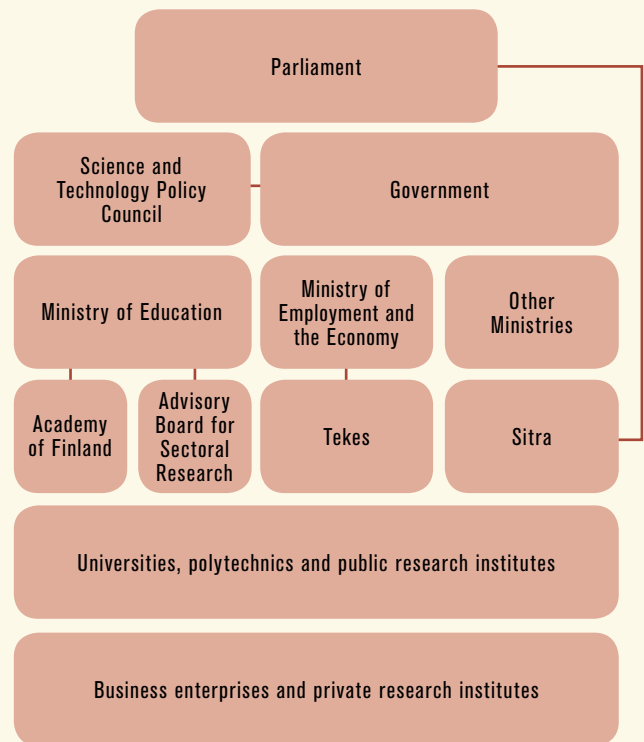 Parliament
Science and
Technology Policy
Council
Government
Ministry of Education
Ministry of
Employment and
the Economy
Other
Ministries
Academy
of Finland
Advisory
Board for
Sectoral
Research
Tekes
Sitra
Universities, polytechnics and public research institutes
Business enterprises and private research institutes